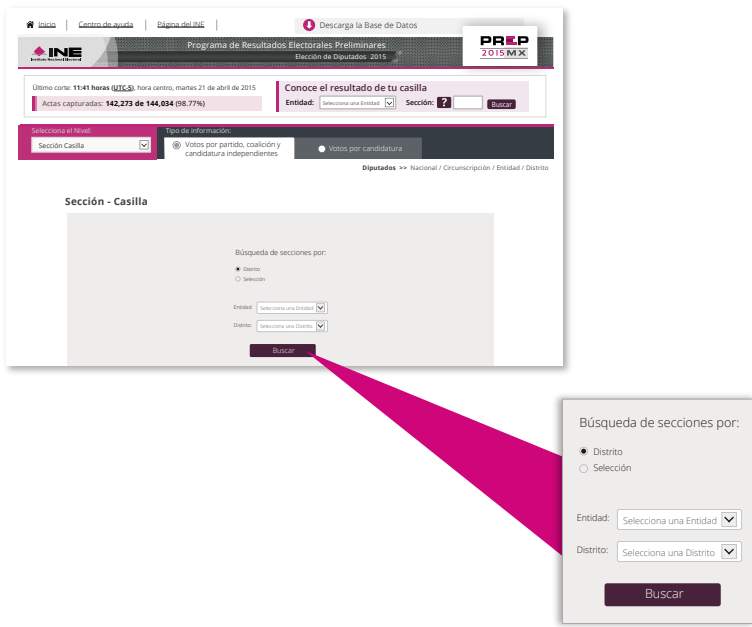 Inicio | Centro de ayuda | Página del INE |
Descarga la Base de Datos
INE
Instituto Nacional Electoral
Programa de Resultados Electorales Preliminares
Elección de Diputados 2015
PREP
2015 MX
Último corte: 11:41 horas (UTC-5), hora centro, martes 21 de abril de 2015
Actas capturadas: 142,273 de 144,034 (98.77%)
Conoce el resultado de tu casilla
Entidad: Selecciona una Entidad Sección: ? Buscar
Selecciona el Nivel:
Sección Casilla
Tipo de información:
Votos por partido, coalición y
candidatura independientes
Votos por candidatura
Diputados >> Nacional / Circunscripción / Entidad / Distrito
Sección - Casilla
Búsqueda de secciones por:
Distrito
Selección
Entidad: Selecciona una Entidad
Distrito: Selecciona una Distrito
Buscar
Búsqueda de secciones por:
Distrito
Selección
Entidad: Selecciona una Entidad
Distrito: Selecciona una Distrito
Buscar